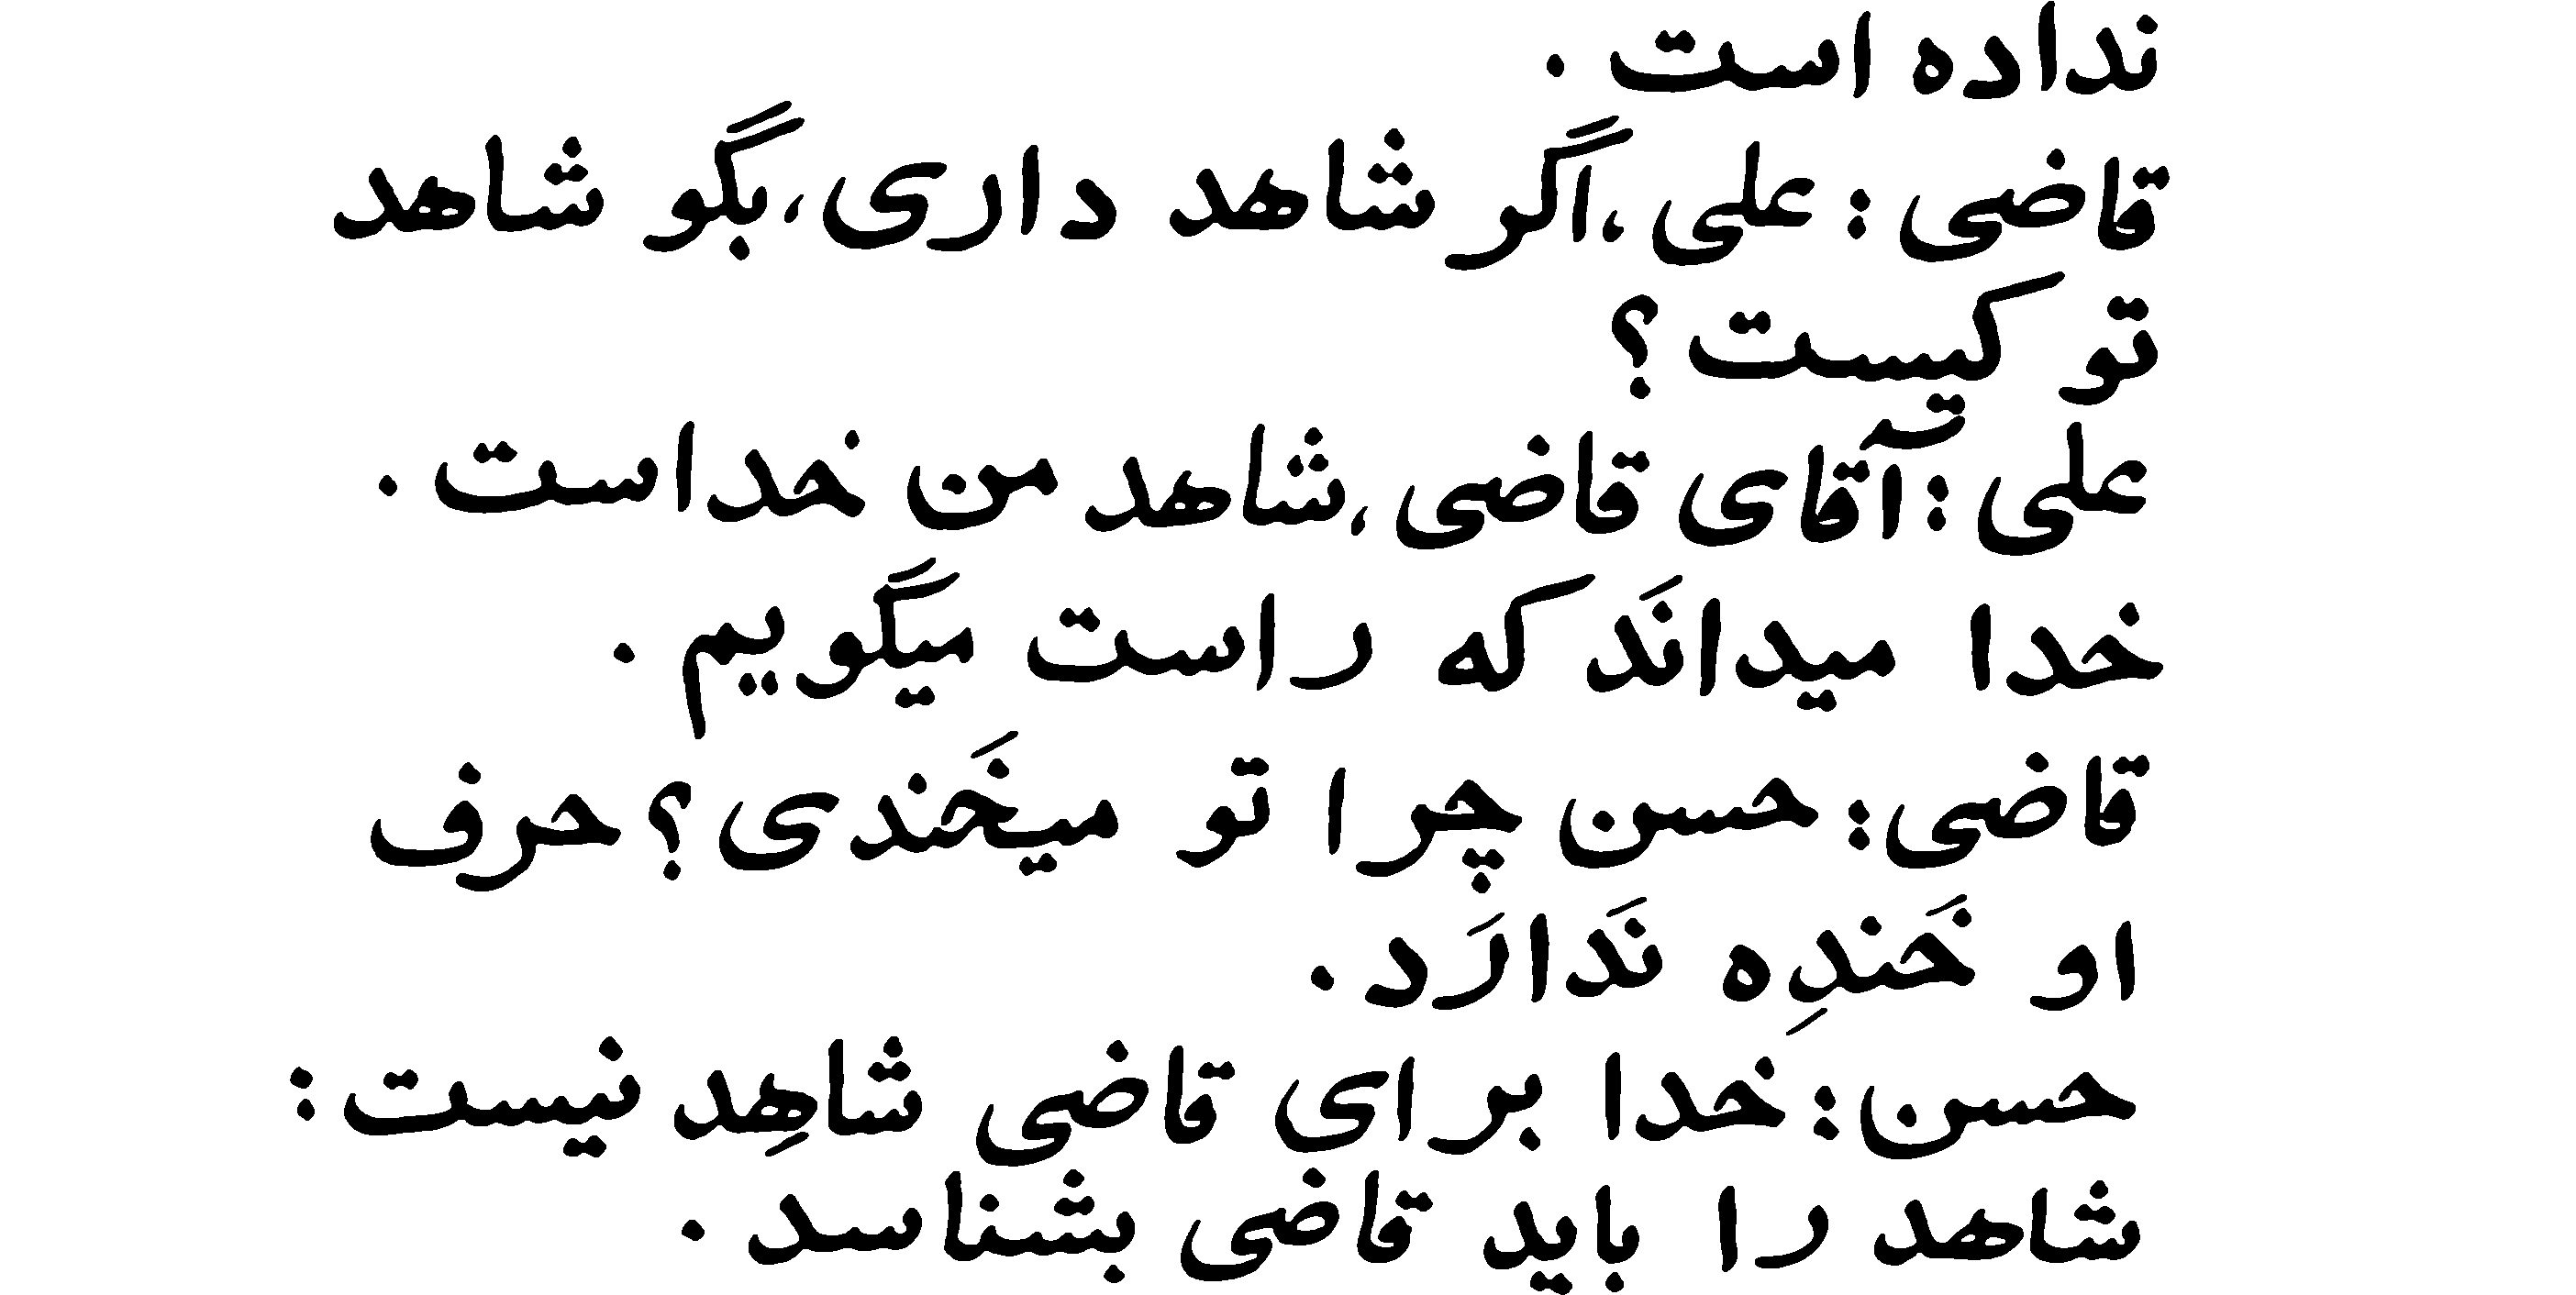 نداده است .
قاضی : علی ، اگر شاهد داری ، بگو شاهد
تو کیست ؟
علی : آقای قاضی ، شاهد من خداست .
خدا میدانَد که راست میگویم .
قاضی : حسن چرا تو میخَندی ؟ حرف
او خَندِه نَدارَد .
حسن : خدا برای قاضی شاهِد نیست :
شاهد را باید قاضی بشناسد .